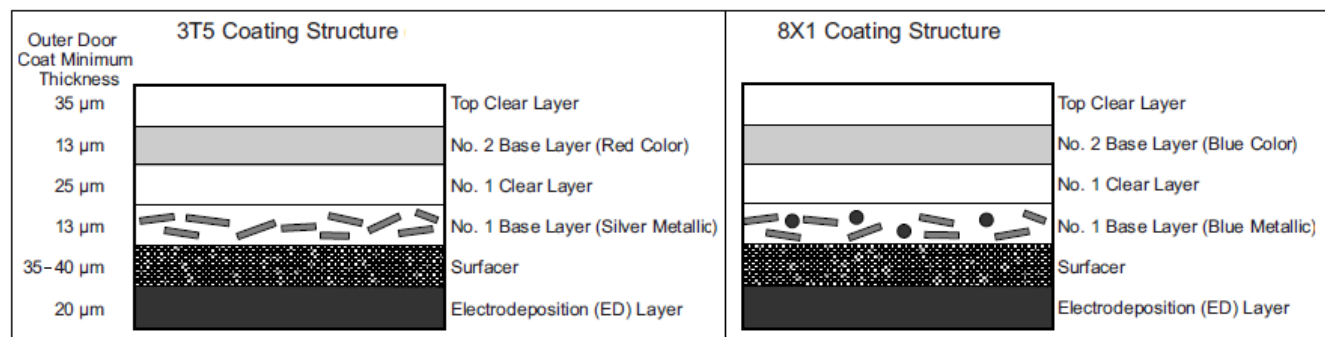 3T5 Coating Structure
Outer Door
Coat Minimum
Thickness
35 µm
13 µm
25 µm
13 µm
35–40 µm
20 µm
Top Clear Layer
No. 2 Base Layer (Red Color)
No. 1 Clear Layer
No. 1 Base Layer (Silver Metallic)
Surfacer
Electrodeposition (ED) Layer
8X1 Coating Structure
Top Clear Layer
No. 2 Base Layer (Blue Color)
No. 1 Clear Layer
No. 1 Base Layer (Blue Metallic)
Surfacer
Electrodeposition (ED) Layer